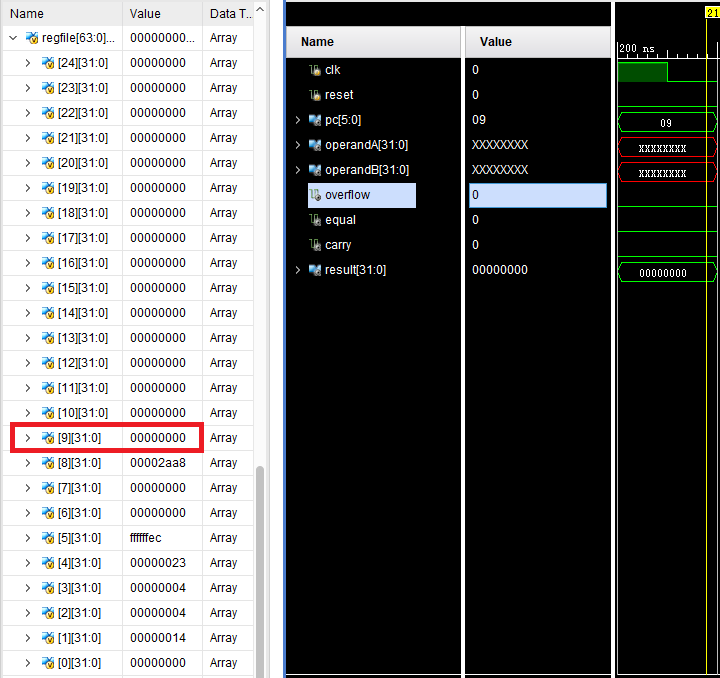 Name Value Data T...
regfile[63:0]... 00000000... Array
[24][31:0] 00000000 Array
[23][31:0] 00000000 Array
[22][31:0] 00000000 Array
[21][31:0] 00000000 Array
[20][31:0] 00000000 Array
[19][31:0] 00000000 Array
[18][31:0] 00000000 Array
[17][31:0] 00000000 Array
[16][31:0] 00000000 Array
[15][31:0] 00000000 Array
[14][31:0] 00000000 Array
[13][31:0] 00000000 Array
[12][31:0] 00000000 Array
[11][31:0] 00000000 Array
[10][31:0] 00000000 Array
[9][31:0] 00000000 Array
[8][31:0] 00002aa8 Array
[7][31:0] 00000000 Array
[6][31:0] 00000000 Array
[5][31:0] ffffffec Array
[4][31:0] 00000023 Array
[3][31:0] 00000004 Array
[2][31:0] 00000004 Array
[1][31:0] 00000014 Array
[0][31:0] 00000000 Array
Name Value
clk 0
reset 0
pc[5:0] 09
operandA[31:0] XXXXXXXX
operandB[31:0] XXXXXXXX
overflow 0
equal 0
carry 0
result[31:0] 00000000
21
200 ns
09
XXXXXXXX
XXXXXXXX
00000000